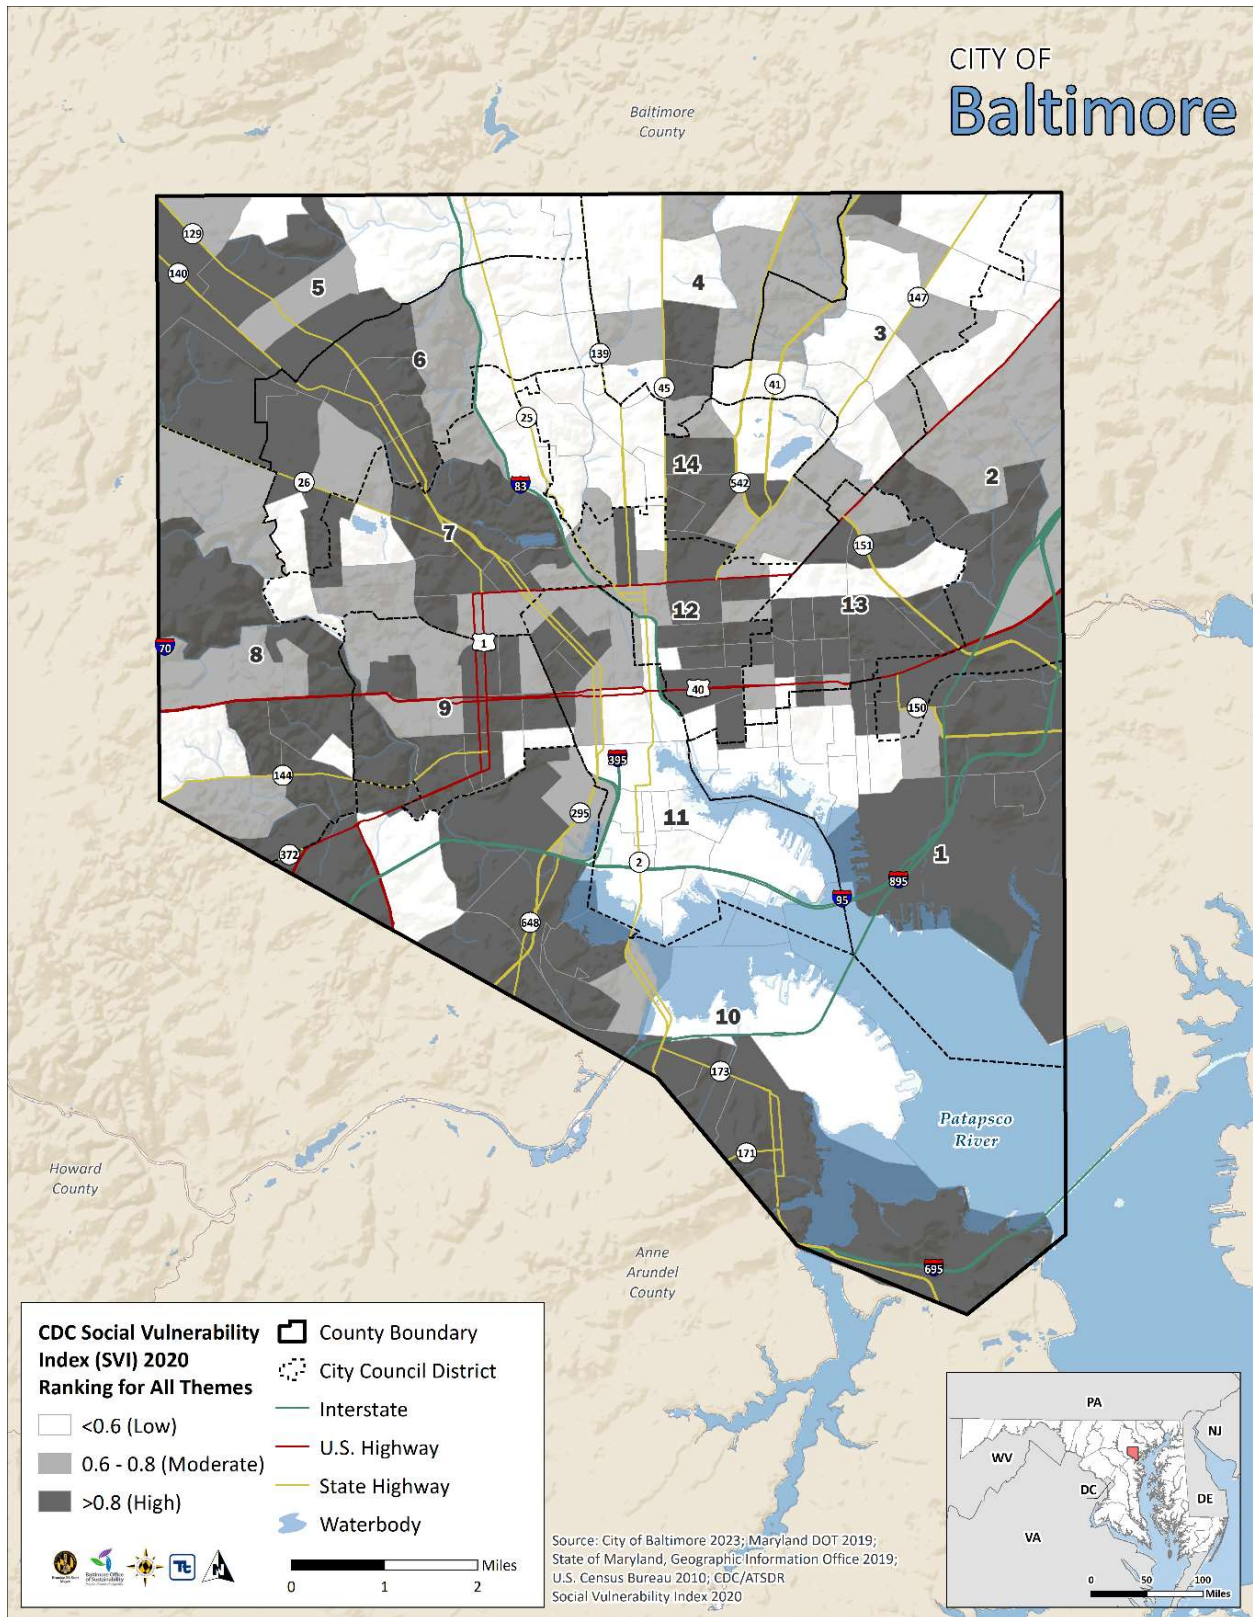 CITY OF
Baltimore
Baltimore
County
129
140
5
4
147
3
6
139
45
41
25
14
2
26
83
542
7
151
12
13
1
70
8
40
9
150
395
144
295
11
2
1
372
895
95
648
10
173
Patapsco
River
171
Howard
County
Anne
Arundel
County
695
CDC Social Vulnerability
Index (SVI) 2020
Ranking for All Themes
<0.6 (Low)
0.6 - 0.8 (Moderate)
>0.8 (High)
County Boundary
City Council District
Interstate
U.S. Highway
State Highway
Waterbody
Tt
N
Miles
0 1 2
Source: City of Baltimore 2023; Maryland DOT 2019;
State of Maryland, Geographic Information Office 2019;
U.S. Census Bureau 2010; CDC/ATSDR
Social Vulnerability Index 2020
PA
NJ
WV
DC
DE
VA
0 50 100
Miles